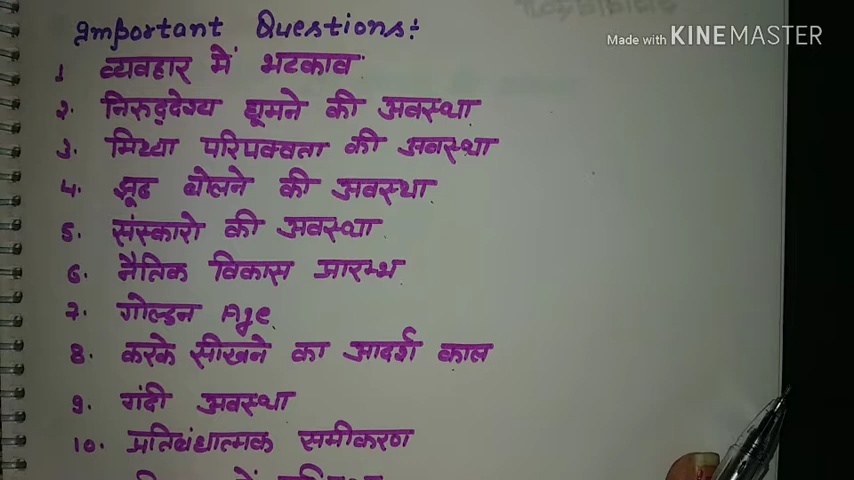 Important Questions:
Made with KINEMASTER
1 व्यवहार में भटकाव
2. निरुद्देश्य घूमने की अवस्था
3. मिथ्या परिपक्वता की अवस्था
4. झूठ बोलने की अवस्था
5. संस्कारो की अवस्था
6. नैतिक विकास प्रारम्भ
7. गोल्डन Age
8. करके सीखने का आदर्श काल
9. गंदी अवस्था
10. प्रतिबंधात्मक समीकरण